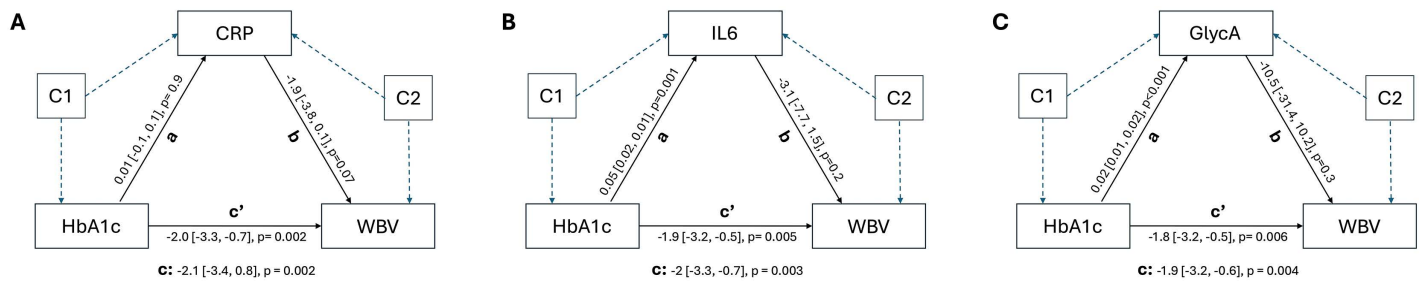 A
CRP
C1
C2
0.01 [-0.1, 0.1], p= 0.9
a
-1.9 [-3.8, 0.1], p=0.07
b
HbA1c
c’
WBV
-2.0 [-3.3, -0.7], p= 0.002
c: -2.1 [-3.4, 0.8], p = 0.002
B
IL6
C1
C2
0.05 [0.02, 0.01], p=0.001
a
-3.1 [-7.7, 1.5], p=0.2
b
HbA1c
c’
WBV
-1.9 [-3.2, -0.5], p= 0.005
c: -2 [-3.3, -0.7], p = 0.003
C
GlycA
C1
C2
0.02 [0.01, 0.02], p<0.001
a
-10.5 [-31.4, 10.2], p=0.3
b
HbA1c
c’
WBV
-1.8 [-3.2, -0.5], p= 0.006
c: -1.9 [-3.2, -0.6], p = 0.004